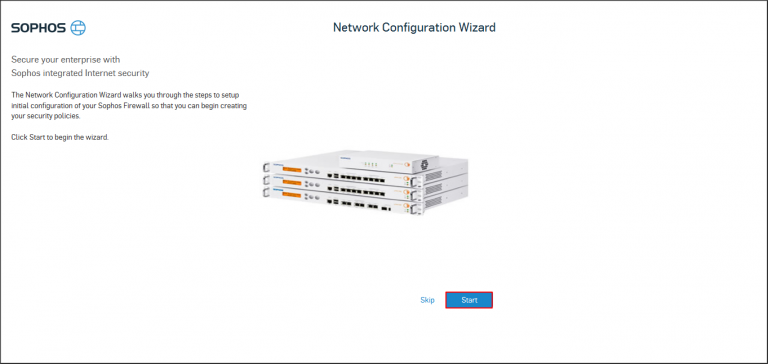 SOPHOS
Network Configuration Wizard
Secure your enterprise with
Sophos integrated Internet security
The Network Configuration Wizard walks you through the steps to setup
initial configuration of your Sophos Firewall so that you can begin creating
your security policies.
Click Start to begin the wizard.
Skip
Start